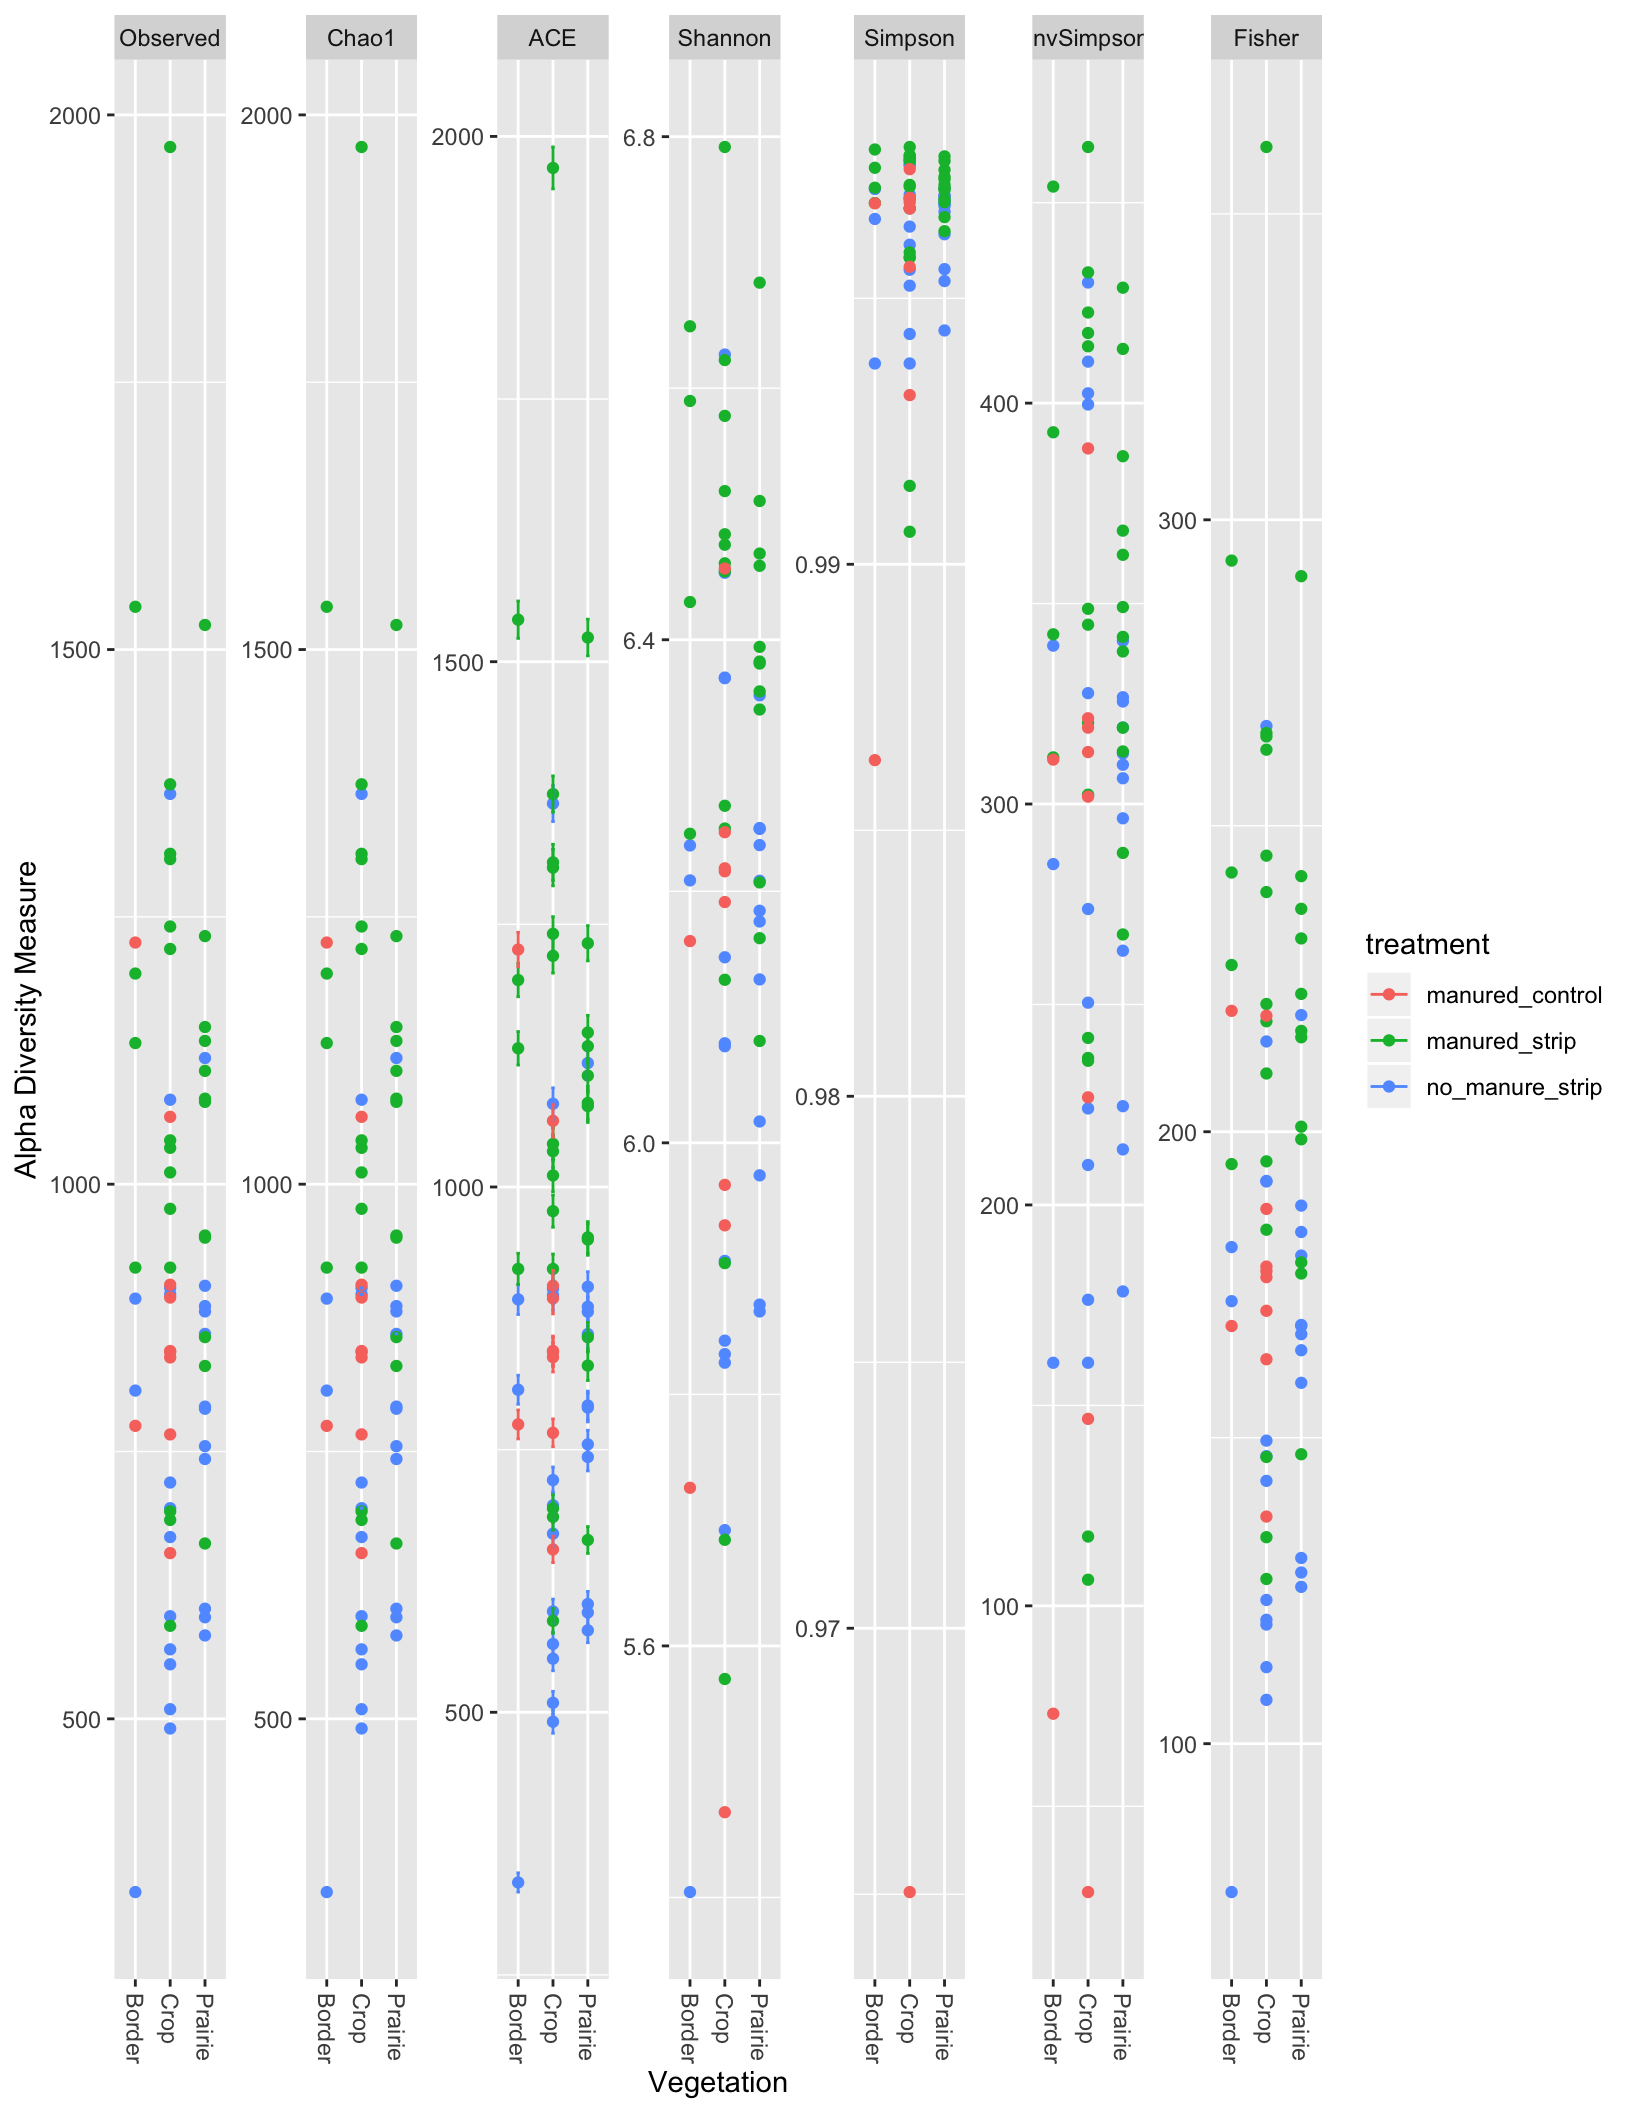 Observed Chao1 ACE Shannon Simpson nvSimpson Fisher
2000 2000 2000 6.8
1500 1500 1500 6.4 0.99 400 300
1000 1000 1000 6.0 0.98 300 200
500 500 500 5.6 0.97 200 100
100
Alpha Diversity Measure
Border Crop Prairie Border Crop Prairie Border Crop Prairie Border Crop Prairie Border Crop Prairie Border Crop Prairie Border Crop Prairie
Vegetation
treatment
manured_control
manured_strip
no_manure_strip